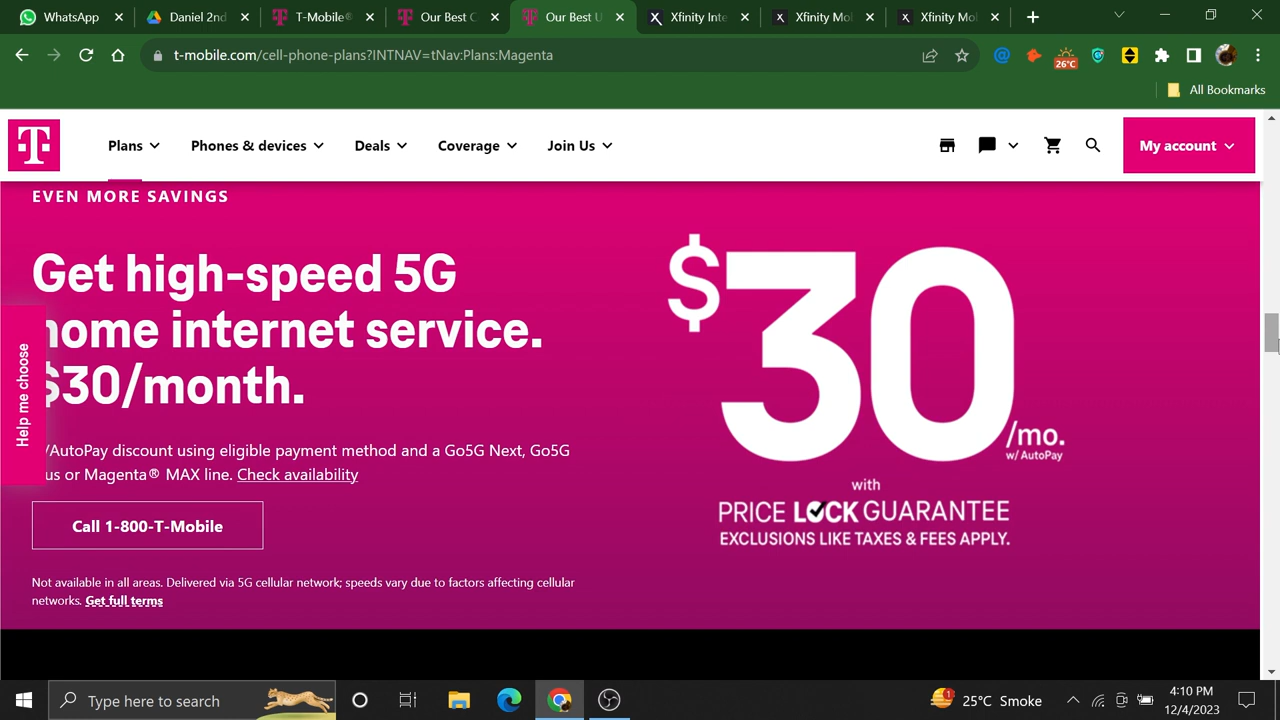 WhatsApp
Daniel 2nd
T-Mobile®
Our Best C
Our Best U
Xfinity Inte
Xfinity Mol
Xfinity Mol
t-mobile.com/cell-phone-plans?INTNAV=tNav:Plans:Magenta
26°C
All Bookmarks
Plans
Phones & devices
Deals
Coverage
Join Us
My account
EVEN MORE SAVINGS
Get high-speed 5G
home internet service.
$30/month.
/AutoPay discount using eligible payment method and a Go5G Next, Go5G
us or Magenta® MAX line. Check availability
Call 1-800-T-Mobile
Not available in all areas. Delivered via 5G cellular network; speeds vary due to factors affecting cellular
networks. Get full terms
Help me choose
$30
/mo.
w/ AutoPay
with
PRICE LOCK GUARANTEE
EXCLUSIONS LIKE TAXES & FEES APPLY.
Type here to search
1
25°C Smoke
4:10 PM
12/4/2023